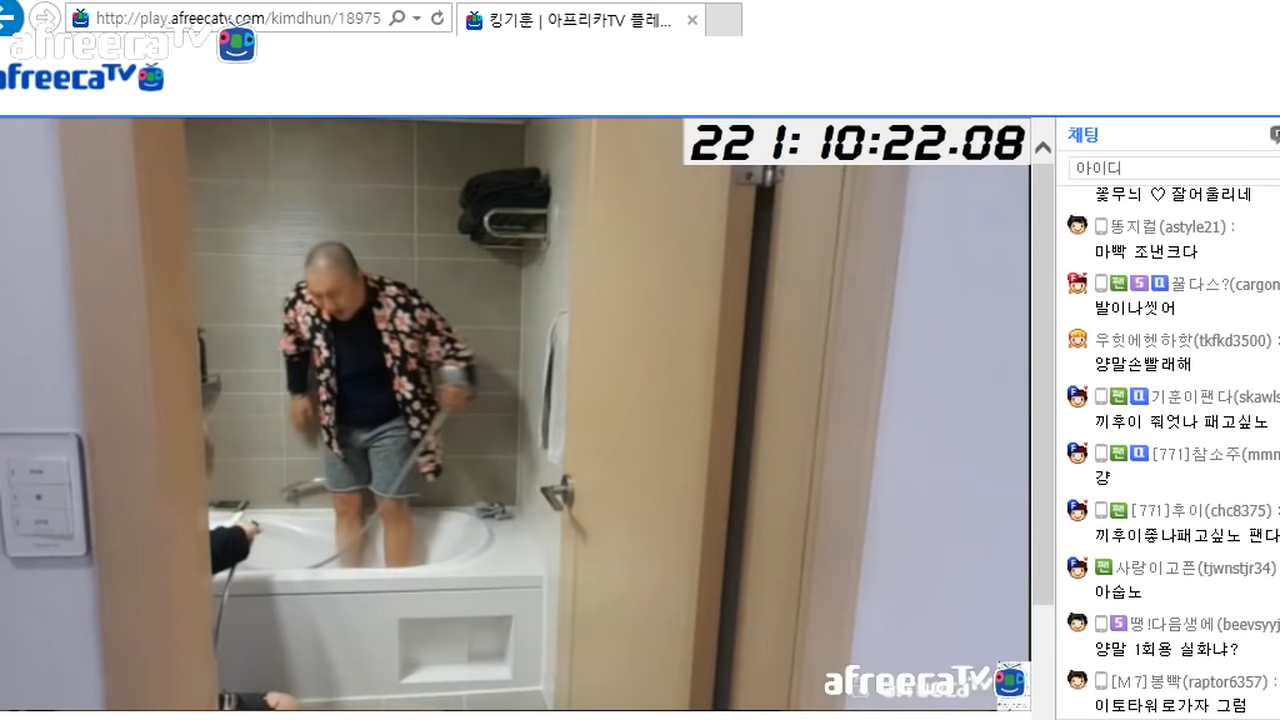 http://play.afreecatv.com/kimdhun/18975
킹기훈 | 아프리카TV 플레...
afreecaTV
afreecaTV
22 1: 10:22.08
채팅
아이디
꽃무늬 ♡ 잘어울리네
똥지컬(astyle21) :
마빡 조낸크다
팬 S 꿀다스?(cargon
발이나씻어
우힛에헷하핫(tkfkd3500) :
양말손빨래해
팬 기훈이팬다(skawls
끼후이 줘엇나 패고싶노
팬 [771]참소주(mmm
걍
팬 [771]후이(chc8375) :
끼후이좋나패고싶노 팬다
팬 사랑이고픈(tjwnstjr34)
아숩노
S 땡!다음생에(beevsyyj
양말 1회용 실화냐?
[M7]봉빡(raptor6357) :
이토타워로가자 그럼
afreecaTV